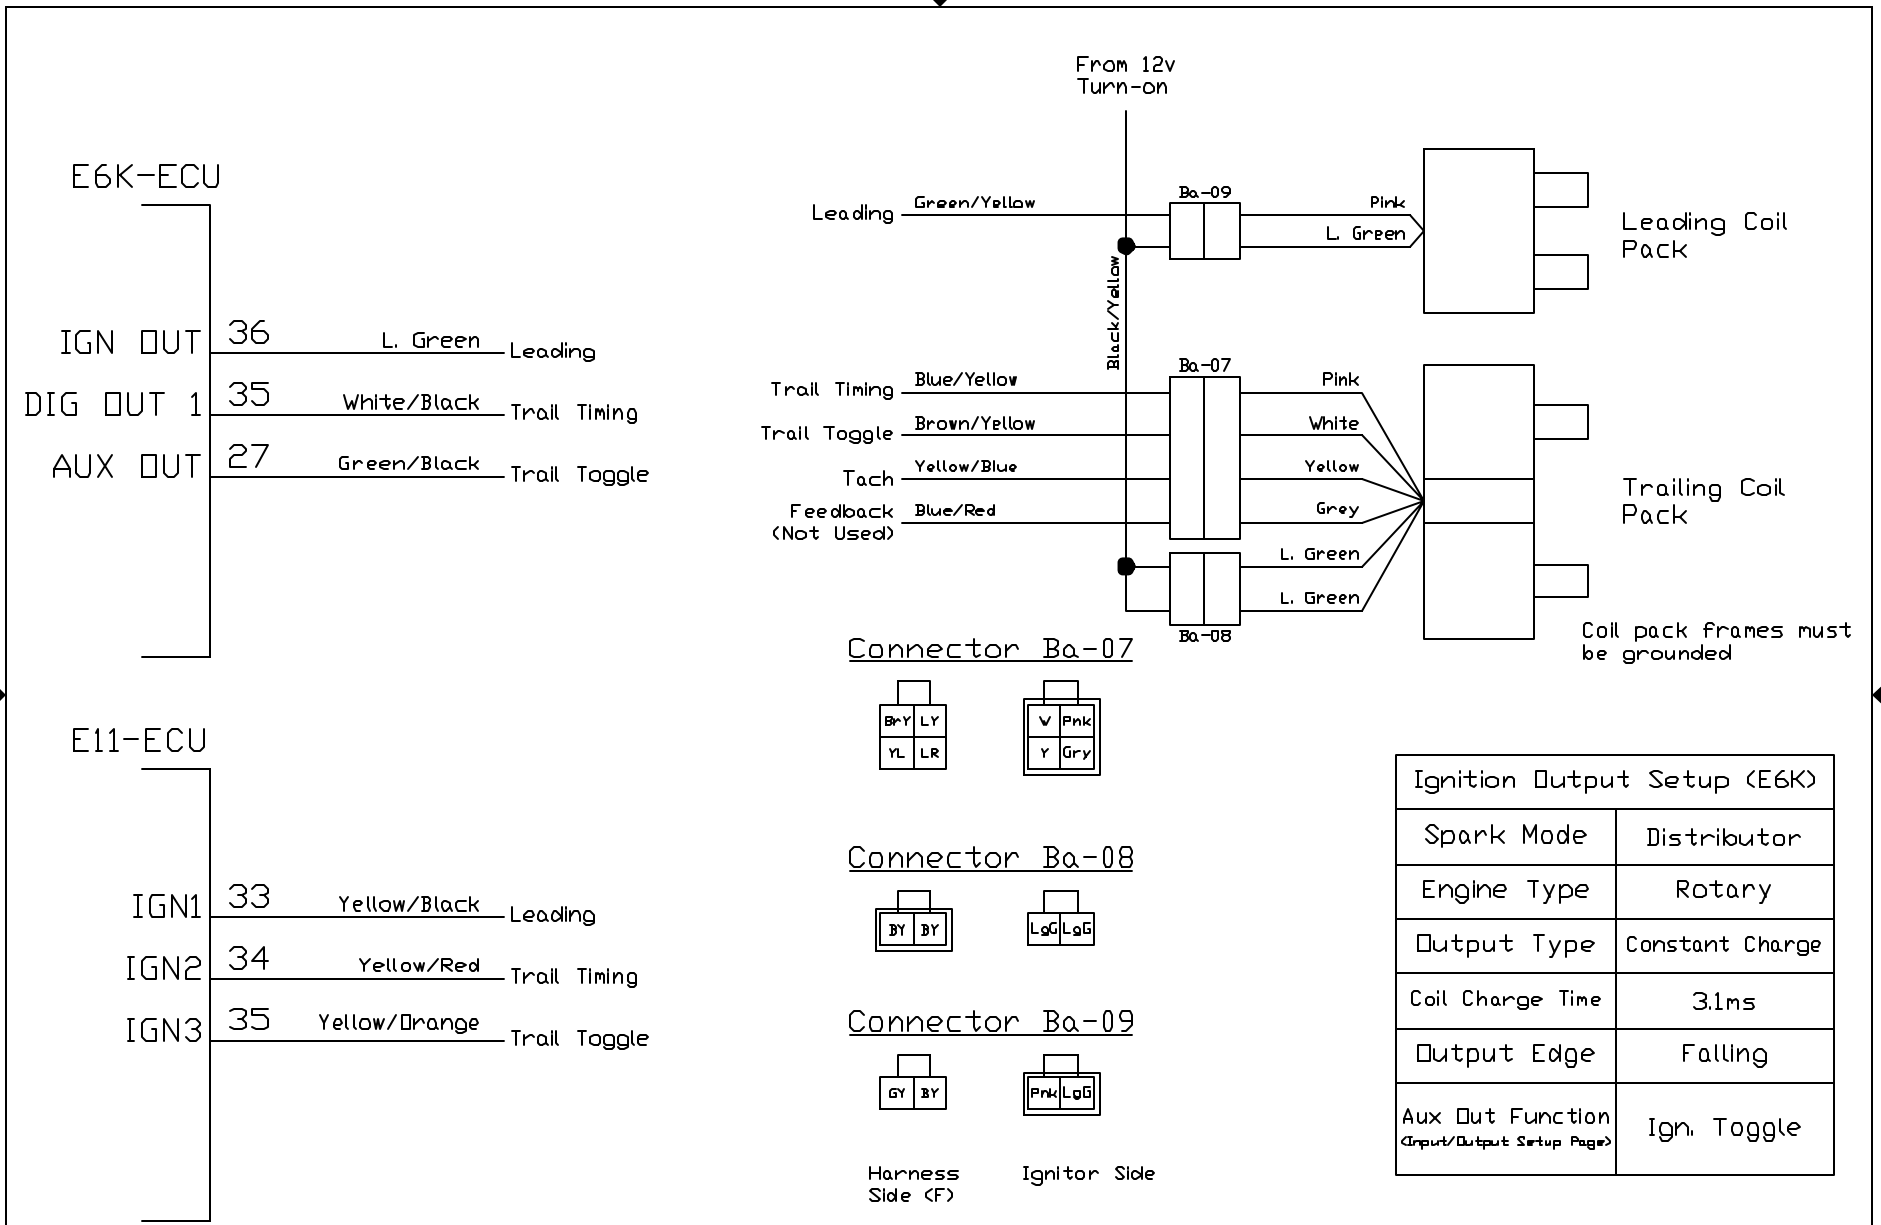 From 12v
Turn-on
E6K-ECU
IGN OUT
36
L. Green
Leading
DIG OUT 1
35
White/Black
Trail Timing
AUX OUT
27
Green/Black
Trail Toggle
E11-ECU
IGN1
33
Yellow/Black
Leading
IGN2
34
Yellow/Red
Trail Timing
IGN3
35
Yellow/Orange
Trail Toggle
Leading
Green/Yellow
Ba-09
Pink
L. Green
Leading Coil
Pack
Black/Yellow
Ba-07
Trail Timing
Blue/Yellow
Pink
Trail Toggle
Brown/Yellow
White
Tach
Yellow/Blue
Yellow
Feedback
(Not Used)
Blue/Red
Grey
L. Green
L. Green
Ba-08
Trailing Coil
Pack
Coil pack frames must
be grounded
Connector Ba-07
BrY LY
YL LR
W Pnk
Y Gry
Connector Ba-08
BY BY
LgG LgG
Connector Ba-09
GY BY
Pnk LgG
Harness
Side (F)
Ignitor Side
Ignition Output Setup (E6K)
Spark Mode Distributor
Engine Type Rotary
Output Type Constant Charge
Coil Charge Time 3.1ms
Output Edge Falling
Aux Out Function
(Input/Output Setup Page)
Ign. Toggle